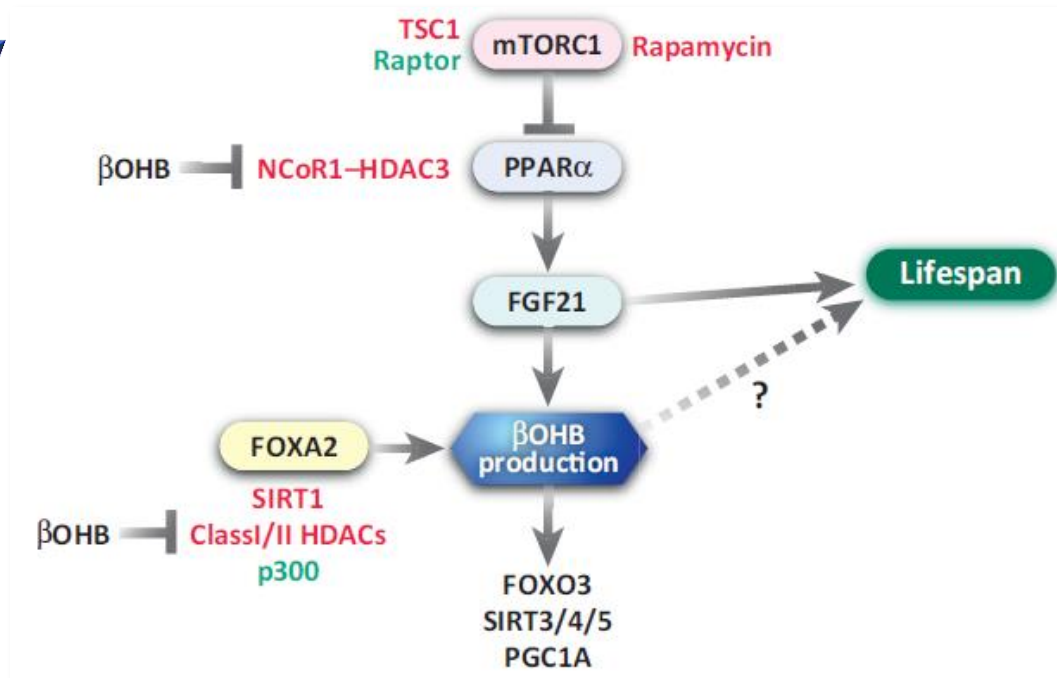 TSC1
Raptor
mTORC1
Rapamycin
βOHB
NCoR1–HDAC3
PPARα
FGF21
Lifespan
?
FOXA2
βOHB
production
SIRT1
βOHB
ClassI/II HDACs
p300
FOXO3
SIRT3/4/5
PGC1A